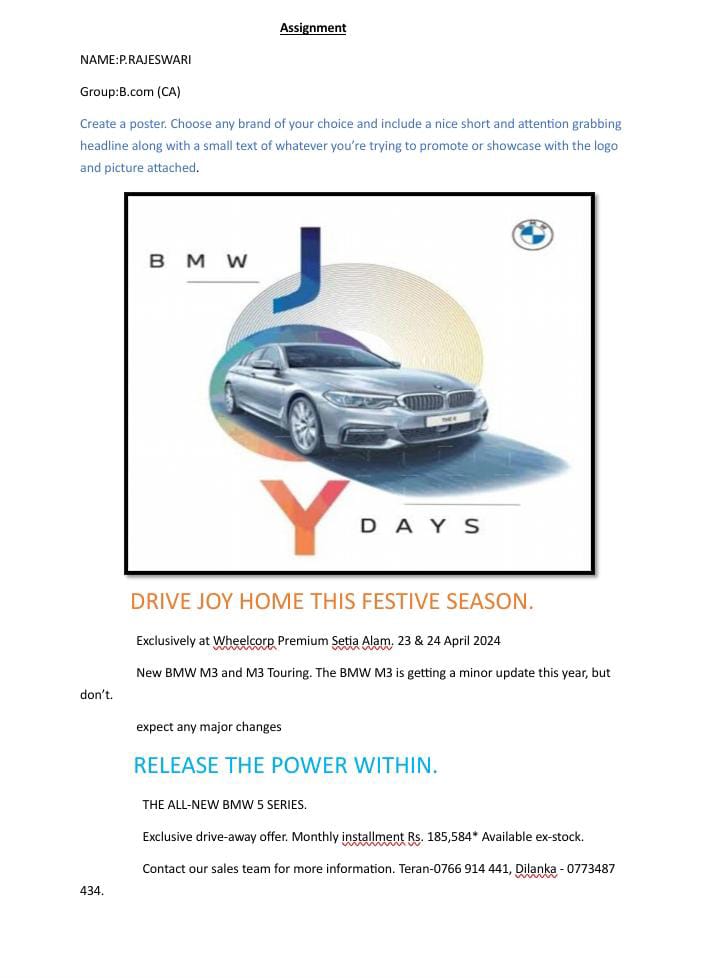 Assignment
NAME:P.RAJESWARI
Group:B.com (CA)
Create a poster. Choose any brand of your choice and include a nice short and attention grabbing
headline along with a small text of whatever you’re trying to promote or showcase with the logo
and picture attached.
BMW
BMW
J
O
THE 5
Y
DAYS
DRIVE JOY HOME THIS FESTIVE SEASON.
Exclusively at Wheelcorp Premium Setia Alam. 23 & 24 April 2024
New BMW M3 and M3 Touring. The BMW M3 is getting a minor update this year, but
don’t.
expect any major changes
RELEASE THE POWER WITHIN.
THE ALL-NEW BMW 5 SERIES.
Exclusive drive-away offer. Monthly installment Rs. 185,584* Available ex-stock.
Contact our sales team for more information. Teran-0766 914 441, Dilanka - 0773487
434.